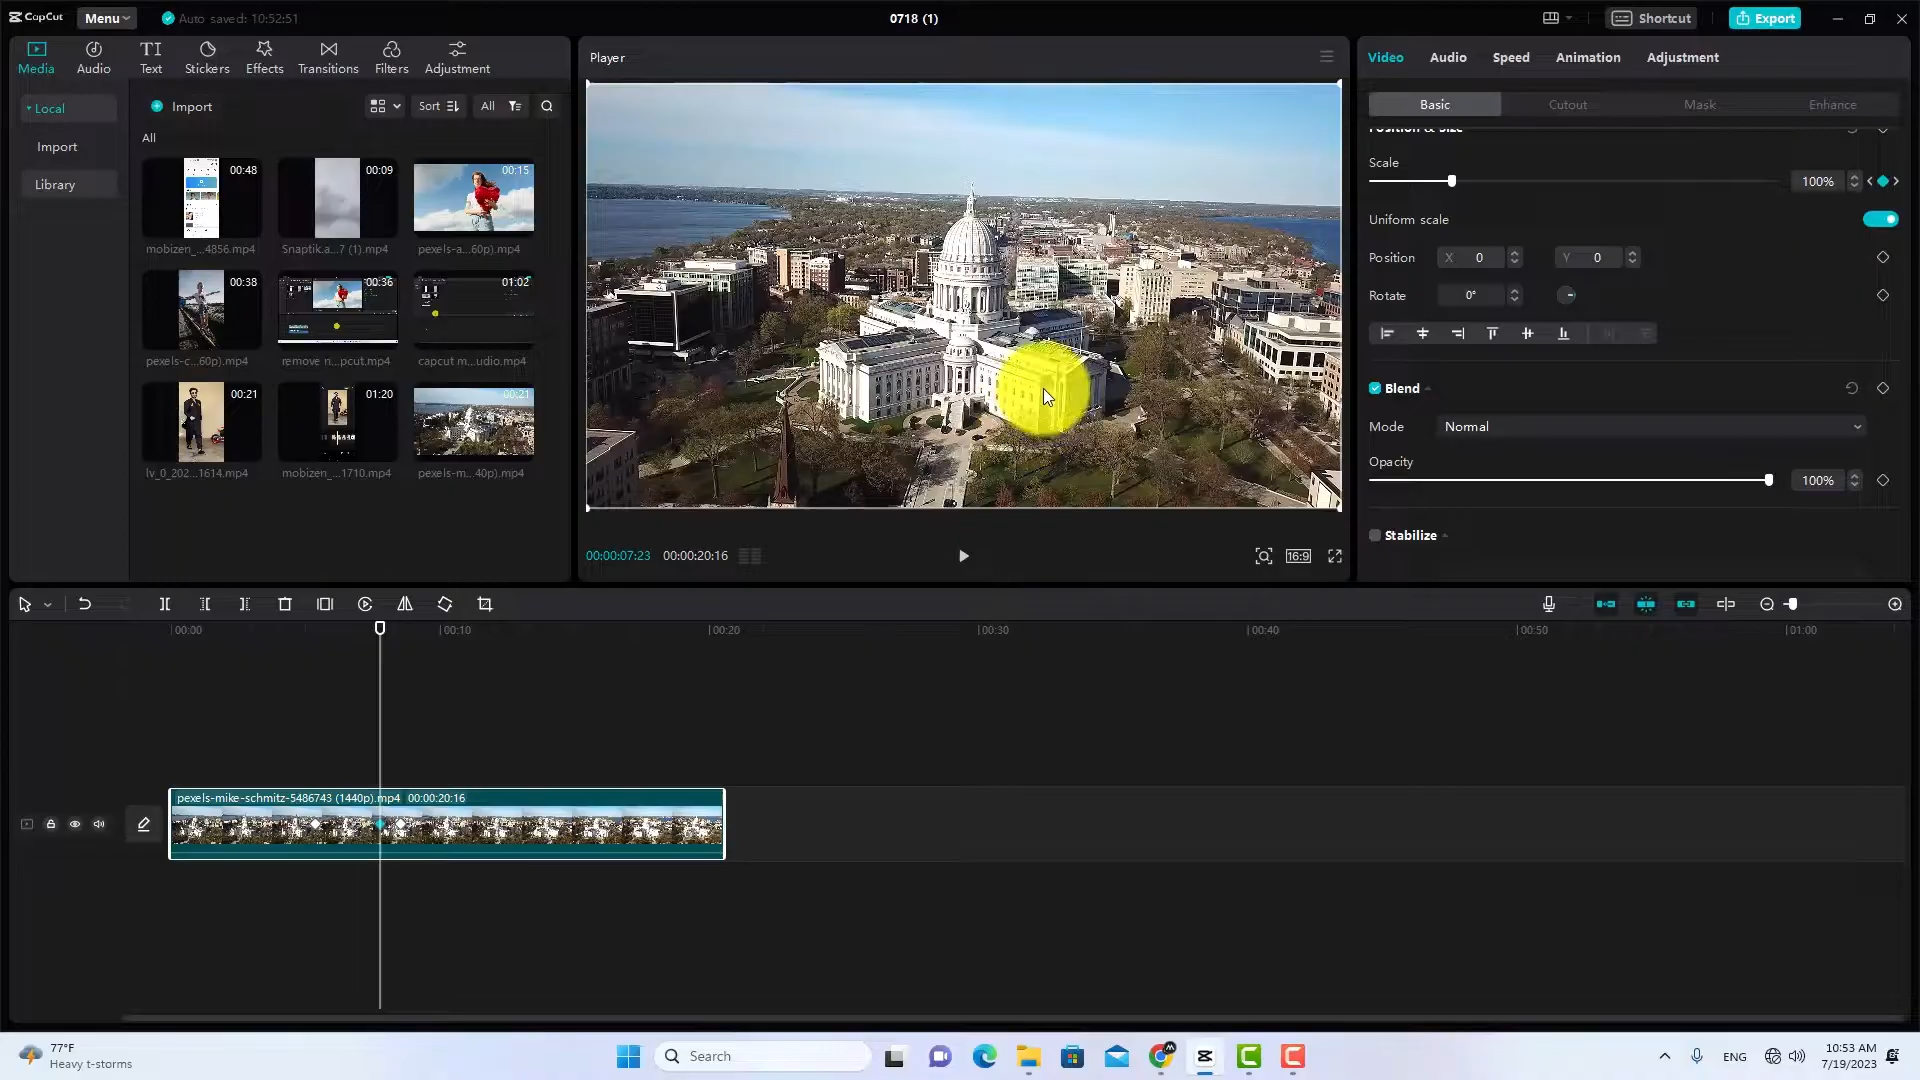 CapCut
Menu
Auto saved: 10:52:51
0718 (1)
Shortcut
Export
Media
Audio
Text
Stickers
Effects
Transitions
Filters
Adjustment
Local
Import
Library
Import
Sort
All
All
00:48
mobizen_...4856.mp4
00:09
Snaptik.a...7 (1).mp4
00:15
pexels-a...60p).mp4
00:38
pexels-c...60p).mp4
00:36
remove n...pcut.mp4
01:02
capcut m...udio.mp4
00:21
lv_0_202...1614.mp4
01:20
mobizen_...1710.mp4
00:21
pexels-m...40p).mp4
Player
00:00:07:23
00:00:20:16
16:9
Video
Audio
Speed
Animation
Adjustment
Basic
Cutout
Mask
Enhance
Position & Size
Scale
100%
Uniform scale
Position
X 0
Y 0
Rotate
0°
Blend
Mode
Normal
Opacity
100%
Stabilize
00:00
00:10
00:20
00:30
00:40
00:50
01:00
pexels-mike-schmitz-5486743 (1440p).mp4 00:00:20:16
77°F
Heavy t-storms
Search
ENG
10:53 AM
7/19/2023